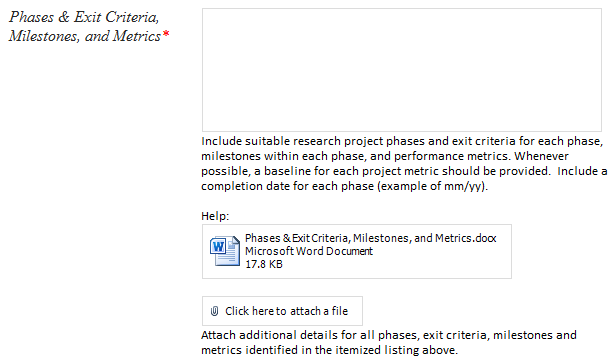 Phases & Exit Criteria,
Milestones, and Metrics*
Include suitable research project phases and exit criteria for each phase,
milestones within each phase, and performance metrics. Whenever
possible, a baseline for each project metric should be provided.  Include a
completion date for each phase (example of mm/yy).
Help:
Phases & Exit Criteria, Milestones, and Metrics.docx
Microsoft Word Document
17.8 KB
Click here to attach a file
Attach additional details for all phases, exit criteria, milestones and
metrics identified in the itemized listing above.